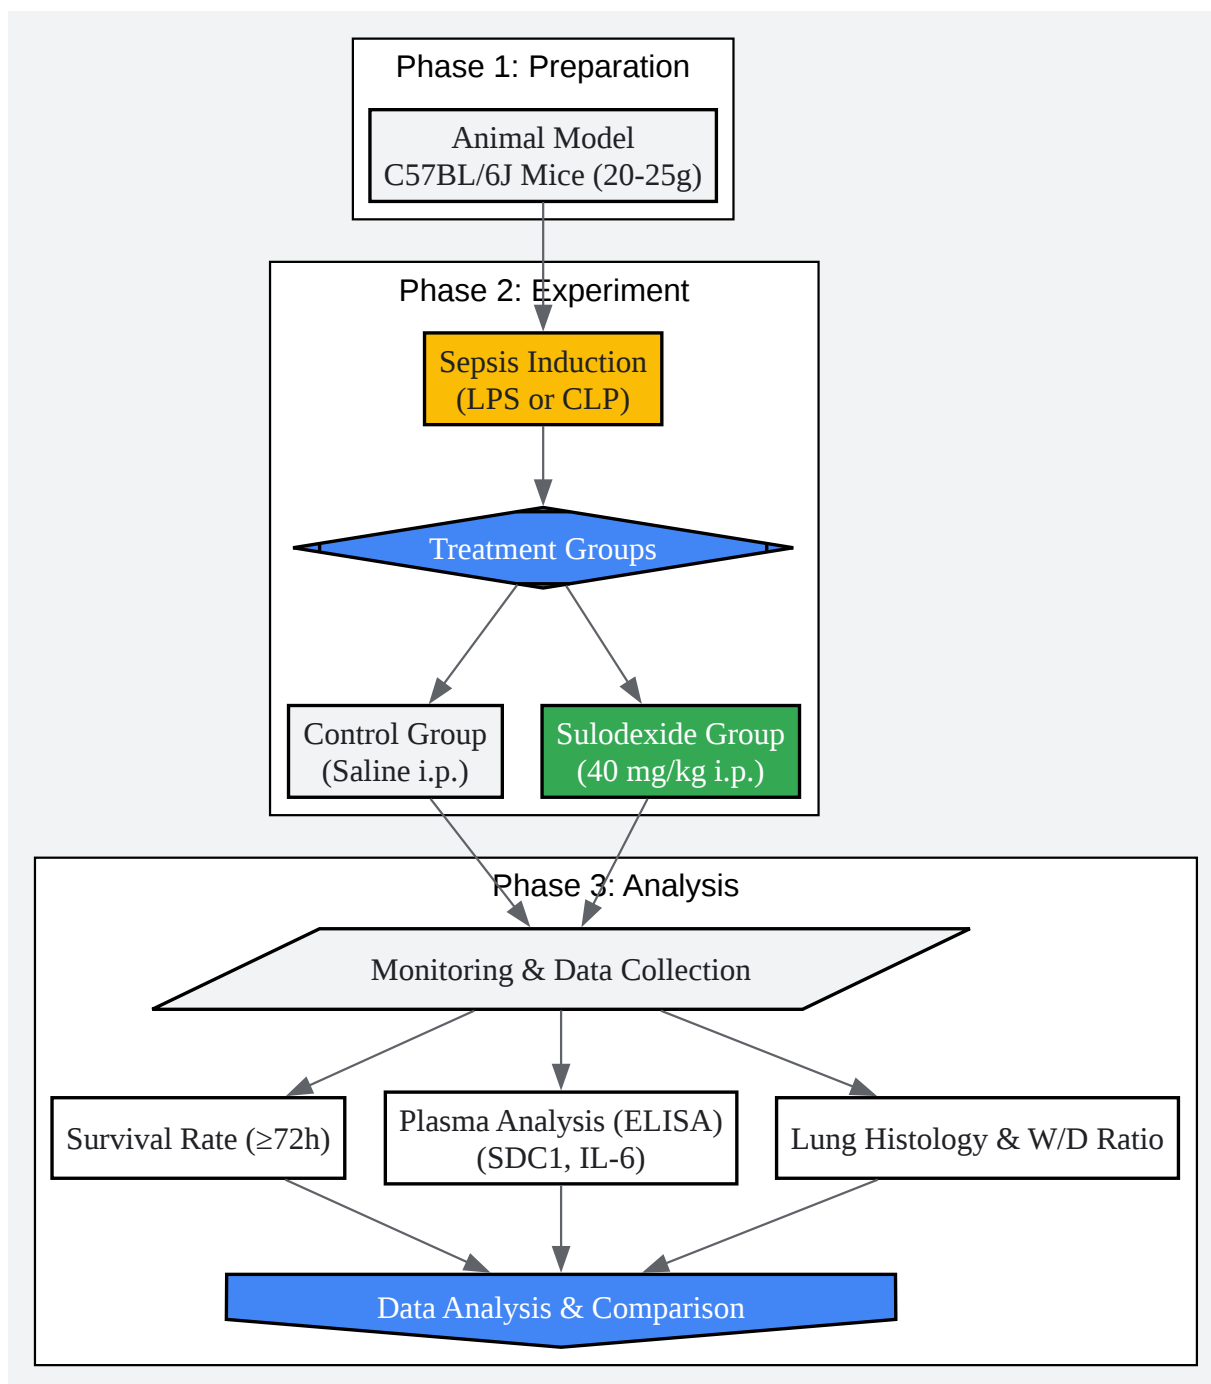 Phase 1: Preparation
Animal Model
C57BL/6J Mice (20-25g)
Phase 2: Experiment
Sepsis Induction
(LPS or CLP)
Treatment Groups
Control Group
(Saline i.p.)
Sulodexide Group
(40 mg/kg i.p.)
Phase 3: Analysis
Monitoring & Data Collection
Survival Rate (≥72h)
Plasma Analysis (ELISA)
(SDC1, IL-6)
Lung Histology & W/D Ratio
Data Analysis & Comparison